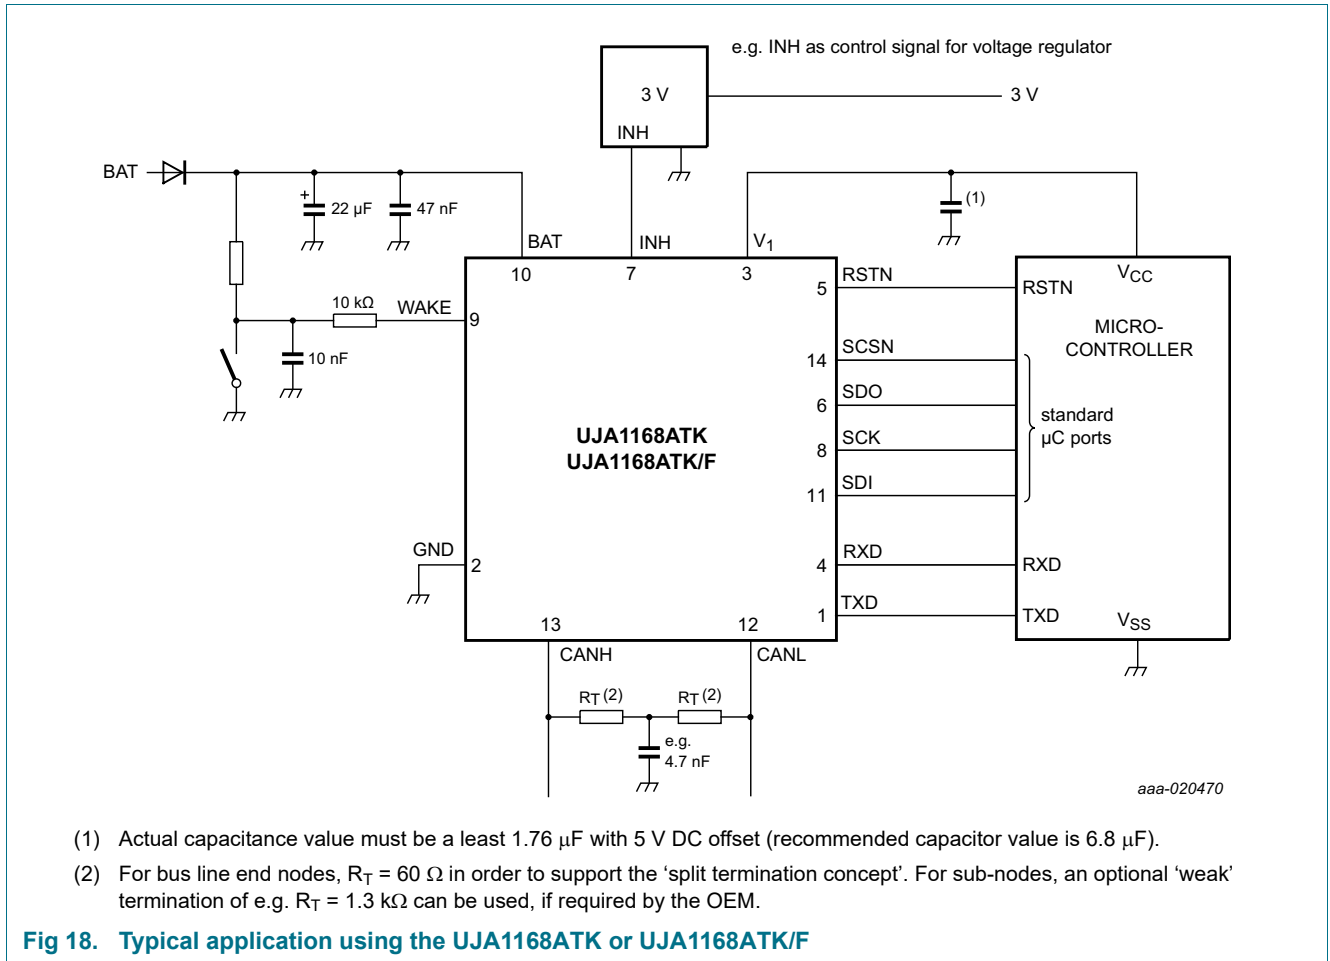 e.g. INH as control signal for voltage regulator
3 V
3 V
INH
BAT
+
22 µF
47 nF
(1)
BAT
INH
V1
10
7
3
10 kΩ
WAKE
9
10 nF
5
RSTN
RSTN
VCC
MICRO-
CONTROLLER
14
SCSN
6
SDO
standard
µC ports
8
SCK
11
SDI
UJA1168ATK
UJA1168ATK/F
GND
2
4
RXD
RXD
1
TXD
TXD
VSS
13
12
CANH
CANL
RT (2)
RT (2)
e.g.
4.7 nF
aaa-020470
(1) Actual capacitance value must be a least 1.76 µF with 5 V DC offset (recommended capacitor value is 6.8 µF).
(2) For bus line end nodes, RT = 60 Ω in order to support the ‘split termination concept’. For sub-nodes, an optional ‘weak’
termination of e.g. RT = 1.3 kΩ can be used, if required by the OEM.
Fig 18. Typical application using the UJA1168ATK or UJA1168ATK/F